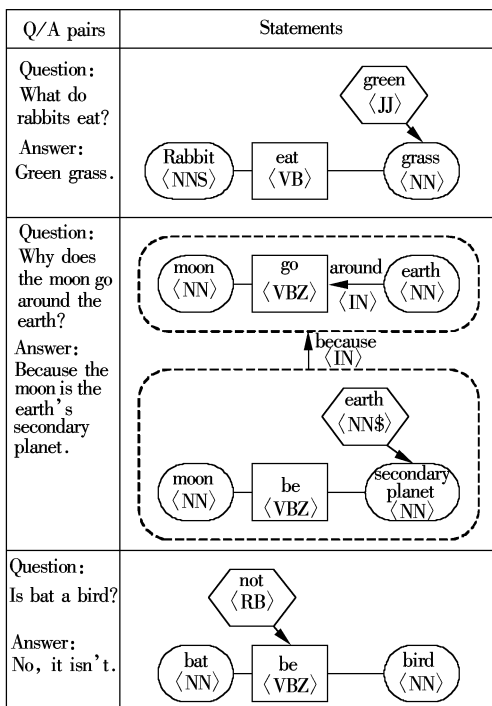 Q/A pairs
Statements
Question:
What do
rabbits eat?
Answer:
Green grass.
green
⟨JJ⟩
Rabbit
⟨NNS⟩
eat
⟨VB⟩
grass
⟨NN⟩
Question:
Why does
the moon go
around the
earth?
Answer:
Because the
moon is the
earth's
secondary
planet.
moon
⟨NN⟩
go
⟨VBZ⟩
around
⟨IN⟩
earth
⟨NN⟩
because
⟨IN⟩
earth
⟨NN$⟩
moon
⟨NN⟩
be
⟨VBZ⟩
secondary
planet
⟨NN⟩
Question:
Is bat a bird?
Answer:
No, it isn't.
not
⟨RB⟩
bat
⟨NN⟩
be
⟨VBZ⟩
bird
⟨NN⟩